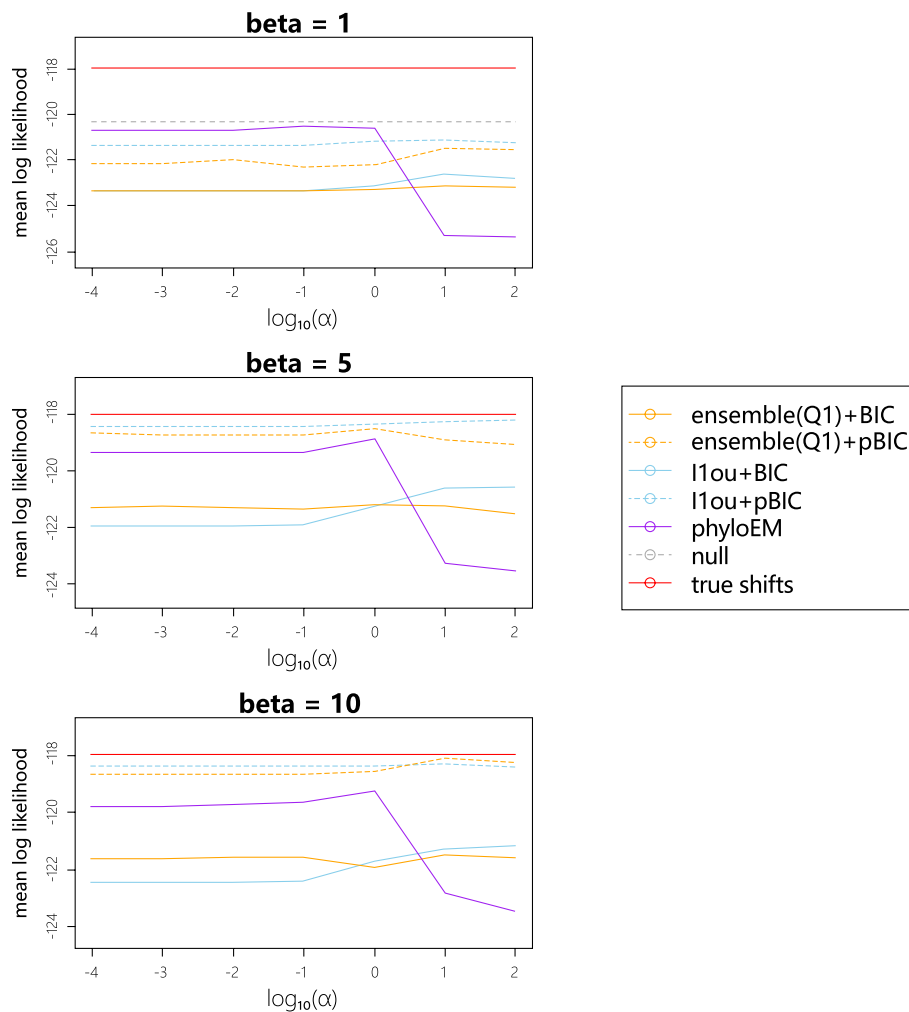 beta = 1
mean log likelihood
-118
-120
-122
-124
-126
-4 -3 -2 -1 0 1 2
log₁₀(α)
beta = 5
mean log likelihood
-118
-120
-122
-124
-4 -3 -2 -1 0 1 2
log₁₀(α)
ensemble(Q1)+BIC
ensemble(Q1)+pBIC
l1ou+BIC
l1ou+pBIC
phyloEM
null
true shifts
beta = 10
mean log likelihood
-118
-120
-122
-124
-4 -3 -2 -1 0 1 2
log₁₀(α)